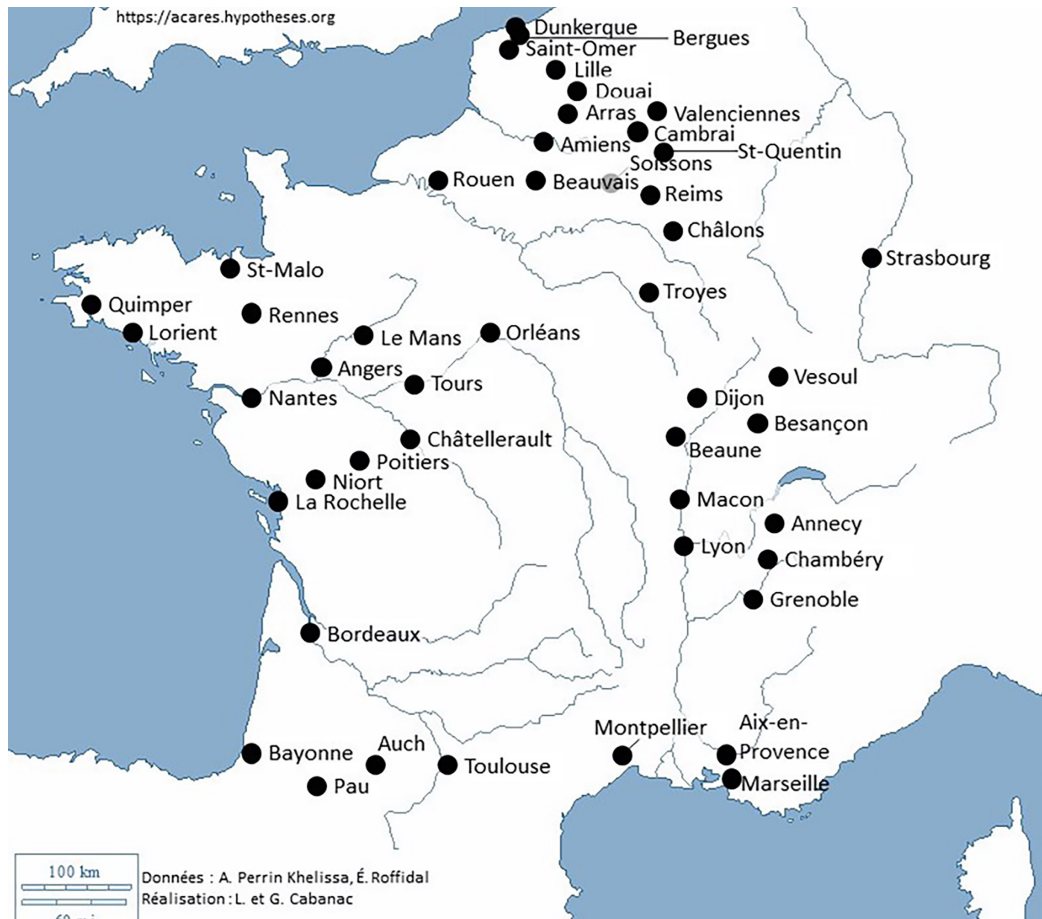 https://acares.hypotheses.org
Dunkerque
Bergues
Saint-Omer
Lille
Douai
Arras
Valenciennes
Cambrai
Amiens
St-Quentin
Soissons
Rouen
Beauvais
Reims
Châlons
Strasbourg
St-Malo
Troyes
Quimper
Rennes
Lorient
Le Mans
Orléans
Angers
Tours
Vesoul
Nantes
Dijon
Besançon
Châtellerault
Beaune
Poitiers
Niort
La Rochelle
Macon
Annecy
Lyon
Chambéry
Grenoble
Bordeaux
Montpellier
Aix-en-
Provence
Auch
Bayonne
Toulouse
Pau
Marseille
100 km
Données : A. Perrin Khelissa, É. Roffidal
Réalisation : L. et G. Cabanac